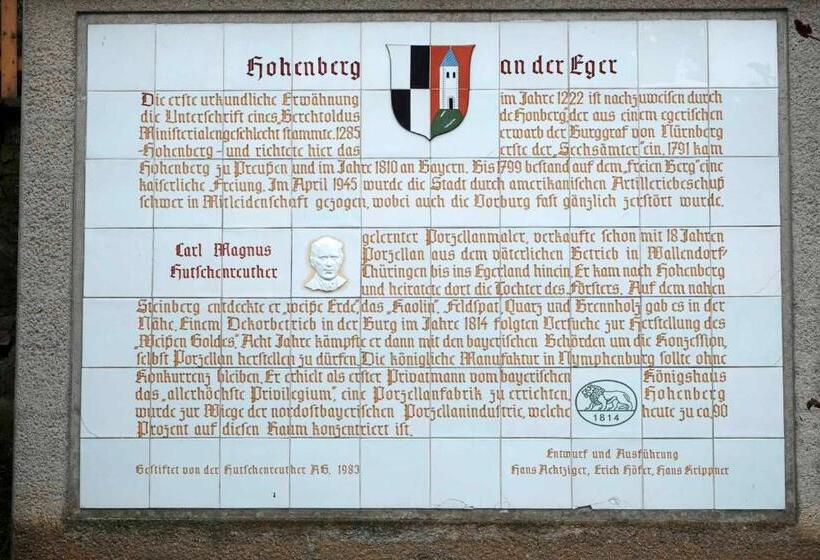 Hohenberg an der Eger
Die erste urkundliche Erwähnung im Jahre 1222 ist nachzuweisen durch
die Unterschrift eines„Berchtoldus de Honberg“, der aus einem egerischen
Ministerialengeschlecht stammte. 1285 erwarb der Burggraf von Nürnberg
-Hohenberg - und richtete hier das erste der „Sechsämter“ ein. 1791 kam
Hohenberg zu Preußen und im Jahre 1810 an Bayern. Bis 1799 bestand auf dem „freien Berg“ eine
kaiserliche Freiung. Im April 1945 wurde die Stadt durch amerikanischen Artilleriebeschuß
schwer in Mitleidenschaft gezogen, wobei auch die Vorburg fast gänzlich zerstört wurde.
Carl Magnus
Hutschenreuther
gelernter Porzellanmaler, verkaufte schon mit 18 Jahren
Porzellan aus dem väterlichen Betrieb in Wallendorf-
Thüringen bis ins Egerland hinein. Er kam nach Hohenberg
und heiratete dort die Tochter des Försters. Auf dem nahen
Steinberg entdeckte er „weiße Erde“, das „Kaolin“. Feldspat, Quarz und Brennholz gab es in der
Nähe. Einem Dekorbetrieb in der Burg im Jahre 1814 folgten Versuche zur Herstellung des
„Weißen Goldes“. Acht Jahre kämpfte er dann mit den bayerischen Behörden um die Konzession,
selbst Porzellan herstellen zu dürfen. Die königliche Manufaktur in Nymphenburg sollte ohne
Konkurrenz bleiben. Er erhielt als erster Privatmann vom bayerischen Königshaus
das „allerhöchste Privilegium“, eine Porzellanfabrik zu errichten. Hohenberg
wurde zur Wiege der nordostbayerischen Porzellanindustrie, welche heute zu ca. 90
Prozent auf diesen Raum konzentriert ist.
1814
Gestiftet von der Hutschenreuther AG. 1983
Entwurf und Ausführung
Hans Achtziger, Erich Höfer, Hans Krippner